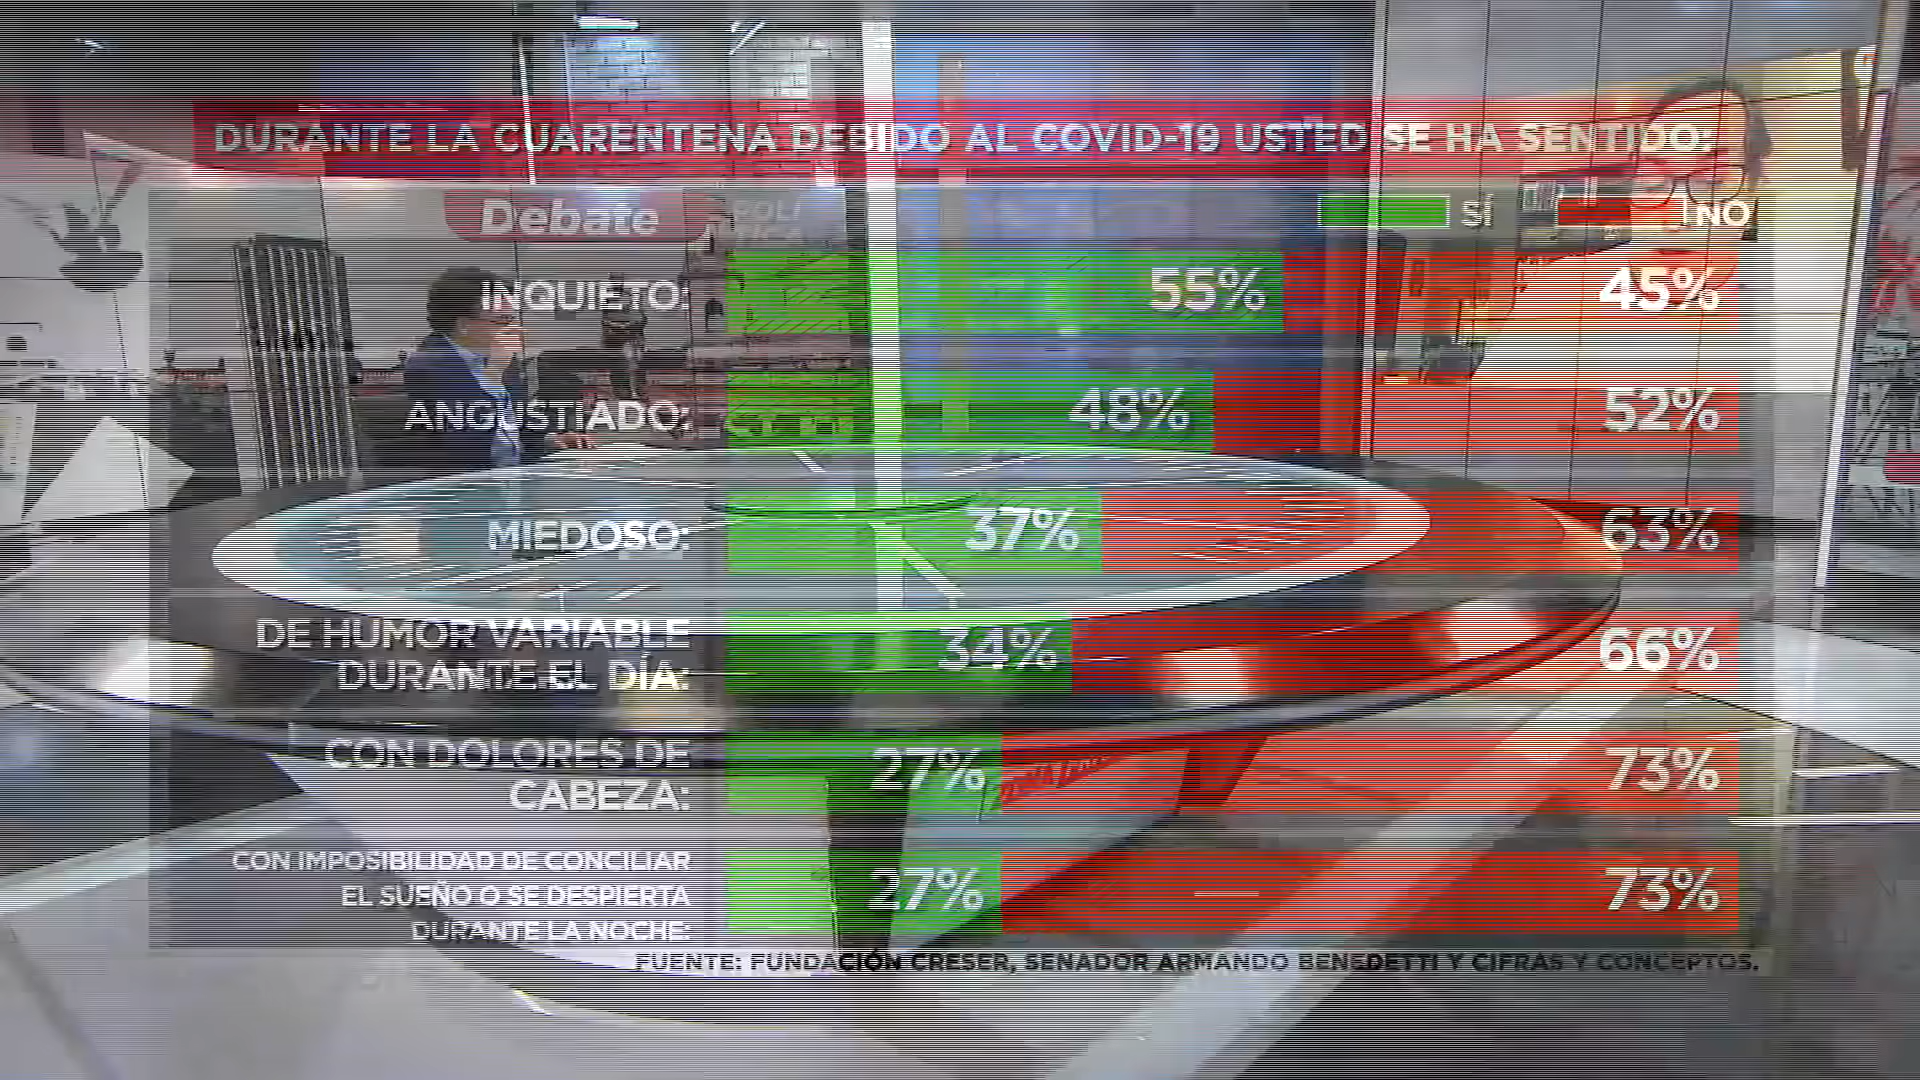 DURANTE LA CUARENTENA DEBIDO AL COVID-19 USTED SE HA SENTIDO:
Debate
SÍ
NO
INQUIETO:
55%
45%
ANGUSTIADO:
48%
52%
MIEDOSO:
37%
63%
DE HUMOR VARIABLE
DURANTE EL DÍA:
34%
66%
CON DOLORES DE
CABEZA:
27%
73%
CON IMPOSIBILIDAD DE CONCILIAR
EL SUEÑO O SE DESPIERTA
DURANTE LA NOCHE:
27%
73%
FUENTE: FUNDACIÓN CRESER, SENADOR ARMANDO BENEDETTI Y CIFRAS Y CONCEPTOS.